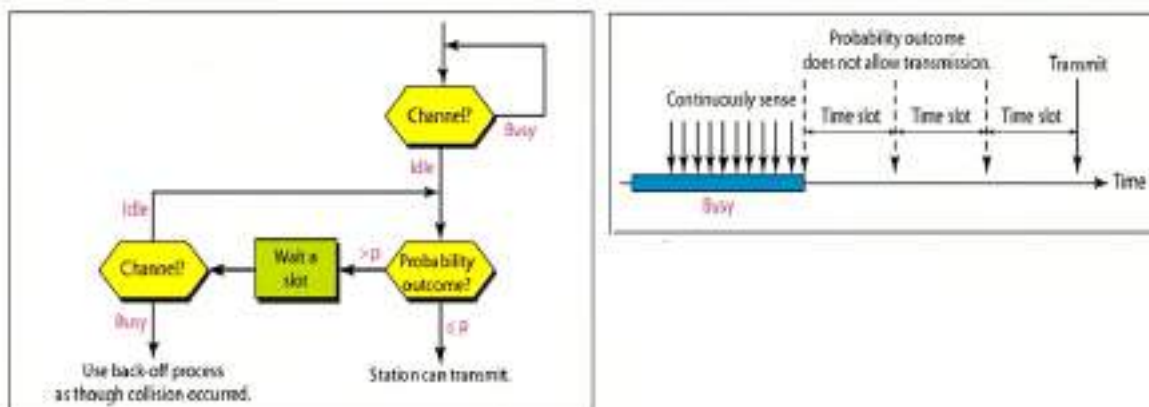 Channel?
Busy
Idle
Idle
Channel?
Wait a
slot
>p
Probability
outcome?
Busy
≤ p
Use back-off process
as though collision occurred.
Station can transmit.
Probability outcome
does not allow transmission.
Transmit
Continuously sense
Time slot
Time slot
Time slot
Time
Busy